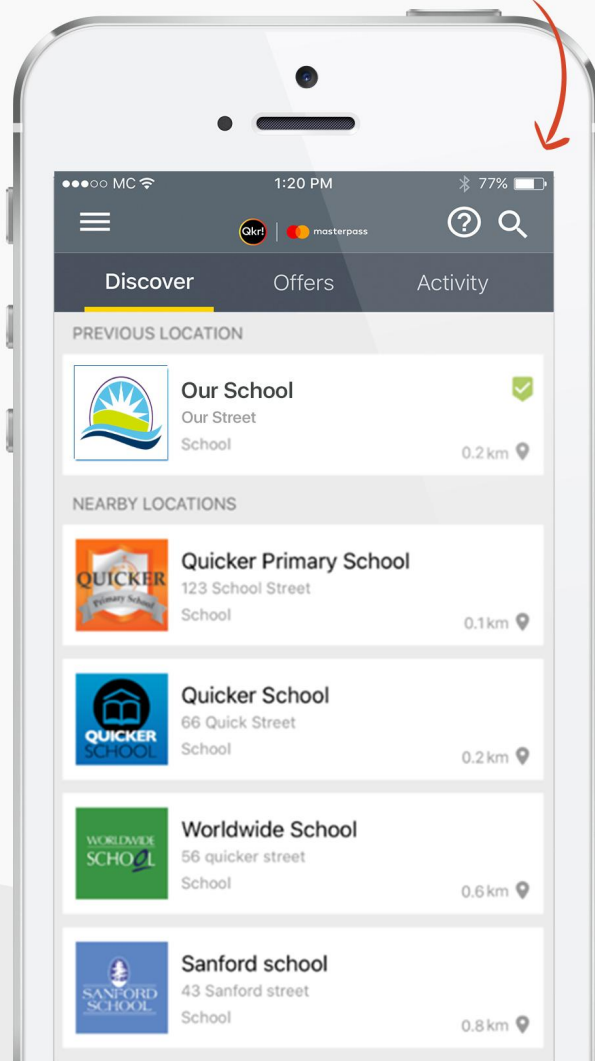 MC
1:20 PM
77%
Qkr!
masterpass
Discover
Offers
Activity
PREVIOUS LOCATION
Our School
Our Street
School
0.2 km
NEARBY LOCATIONS
QUICKER
Primary School
Quicker Primary School
123 School Street
School
0.1 km
QUICKER
SCHOOL
Quicker School
66 Quick Street
School
0.2 km
WORLDWIDE
SCHOOL
Worldwide School
56 quicker street
School
0.6 km
SANFORD
SCHOOL
Sanford school
43 Sanford street
School
0.8 km